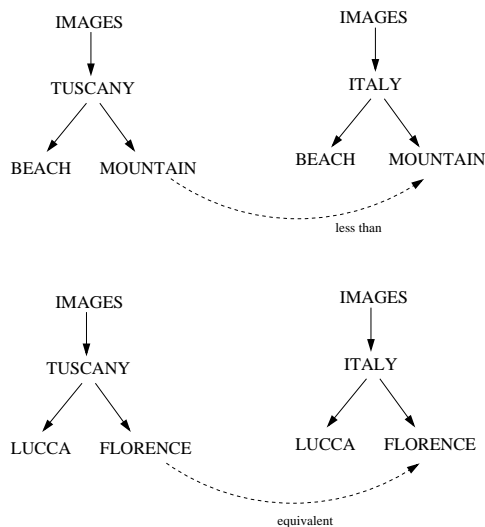 IMAGES
TUSCANY
BEACH MOUNTAIN
IMAGES
ITALY
BEACH MOUNTAIN
less than
IMAGES
TUSCANY
LUCCA FLORENCE
IMAGES
ITALY
LUCCA FLORENCE
equivalent